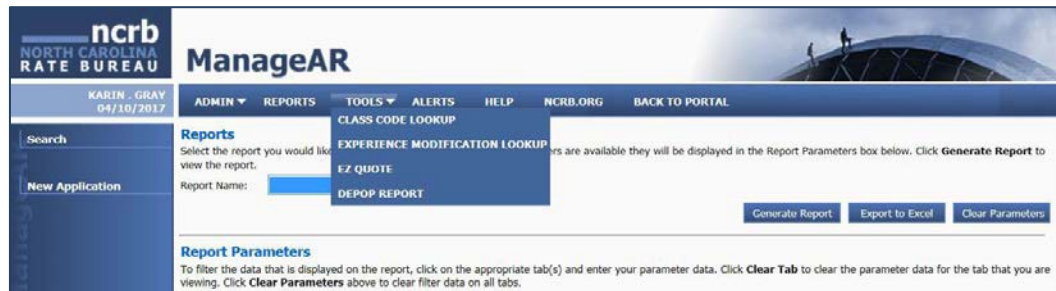 ncrb
NORTH CAROLINA
RATE BUREAU
ManageAR
KARIN . GRAY
04/10/2017
ADMIN REPORTS TOOLS ALERTS HELP NCRB.ORG BACK TO PORTAL
CLASS CODE LOOKUP
EXPERIENCE MODIFICATION LOOKUP
EZ QUOTE
DEPOP REPORT
Search
New Application
Reports
Select the report you would like ers are available they will be displayed in the Report Parameters box below. Click Generate Report to
view the report.
Report Name:
Generate Report Export to Excel Clear Parameters
Report Parameters
To filter the data that is displayed on the report, click on the appropriate tab(s) and enter your parameter data. Click Clear Tab to clear the parameter data for the tab that you are
viewing. Click Clear Parameters above to clear filter data on all tabs.